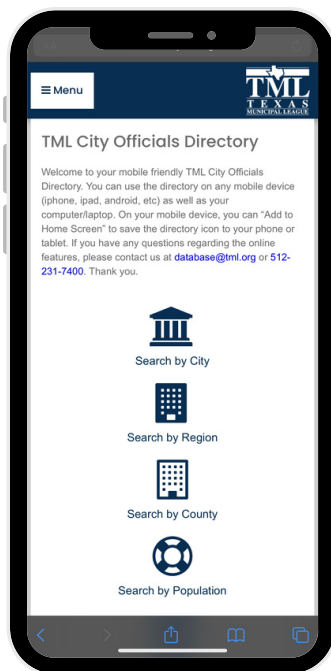 Menu
TML
TEXAS
MUNICIPAL LEAGUE
TML City Officials Directory
Welcome to your mobile friendly TML City Officials
Directory. You can use the directory on any mobile device
(iphone, ipad, android, etc) as well as your
computer/laptop. On your mobile device, you can “Add to
Home Screen” to save the directory icon to your phone or
tablet. If you have any questions regarding the online
features, please contact us at database@tml.org or 512-
231-7400. Thank you.
Search by City
Search by Region
Search by County
Search by Population